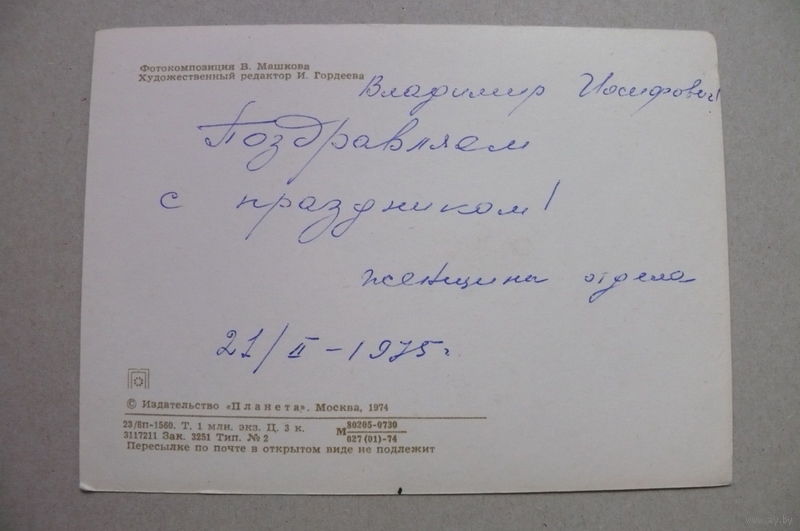 Фотокомпозиция В. Машкова
Художественный редактор И. Гордеева
Владимир Иосифович!
Поздравляем
с праздником!
женщины отдела
21/II-1975г.
© Издательство «Планета». Москва, 1974
23/8п-1560. Т. 1 млн. экз. Ц. 3 к.
3117211 Зак. 3251 Тип. № 2
М 80205-0730
027 (01)-74
Пересылке по почте в открытом виде не подлежит